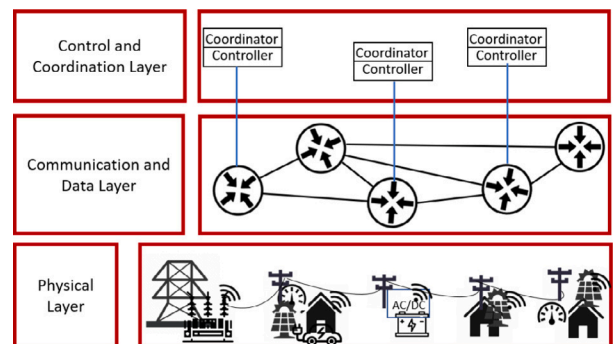 Control and
Coordination Layer
Coordinator
Controller
Coordinator
Controller
Coordinator
Controller
Communication and
Data Layer
Physical
Layer
AC/DC